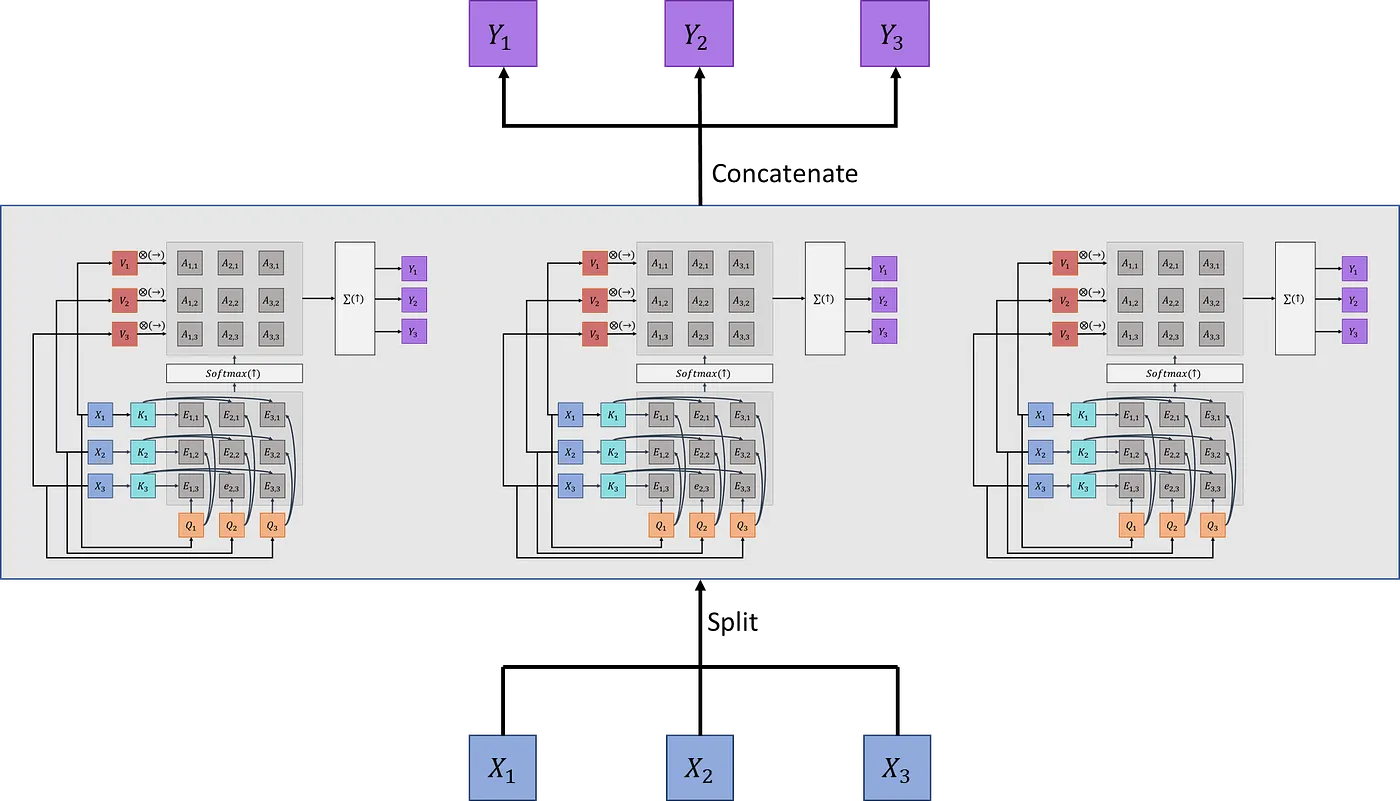 Y₁ Y₂ Y₃
Concatenate
V₁ ⊗(→) A₁,₁ A₂,₁ A₃,₁ Y₁ V₁ ⊗(→) A₁,₁ A₂,₁ A₃,₁ Y₁ V₁ ⊗(→) A₁,₁ A₂,₁ A₃,₁ Y₁
V₂ ⊗(→) A₁,₂ A₂,₂ A₃,₂ Σ(↑) Y₂ V₂ ⊗(→) A₁,₂ A₂,₂ A₃,₂ Σ(↑) Y₂ V₂ ⊗(→) A₁,₂ A₂,₂ A₃,₂ Σ(↑) Y₂
V₃ ⊗(→) A₁,₃ A₂,₃ A₃,₃ Y₃ V₃ ⊗(→) A₁,₃ A₂,₃ A₃,₃ Y₃ V₃ ⊗(→) A₁,₃ A₂,₃ A₃,₃ Y₃
Softmax(↑) Softmax(↑) Softmax(↑)
X₁ K₁ E₁,₁ E₂,₁ E₃,₁ X₁ K₁ E₁,₁ E₂,₁ E₃,₁ X₁ K₁ E₁,₁ E₂,₁ E₃,₁
X₂ K₂ E₁,₂ E₂,₂ E₃,₂ X₂ K₂ E₁,₂ E₂,₂ E₃,₂ X₂ K₂ E₁,₂ E₂,₂ E₃,₂
X₃ K₃ E₁,₃ e₂,₃ E₃,₃ X₃ K₃ E₁,₃ e₂,₃ E₃,₃ X₃ K₃ E₁,₃ e₂,₃ E₃,₃
Q₁ Q₂ Q₃ Q₁ Q₂ Q₃ Q₁ Q₂ Q₃
Split
X₁ X₂ X₃